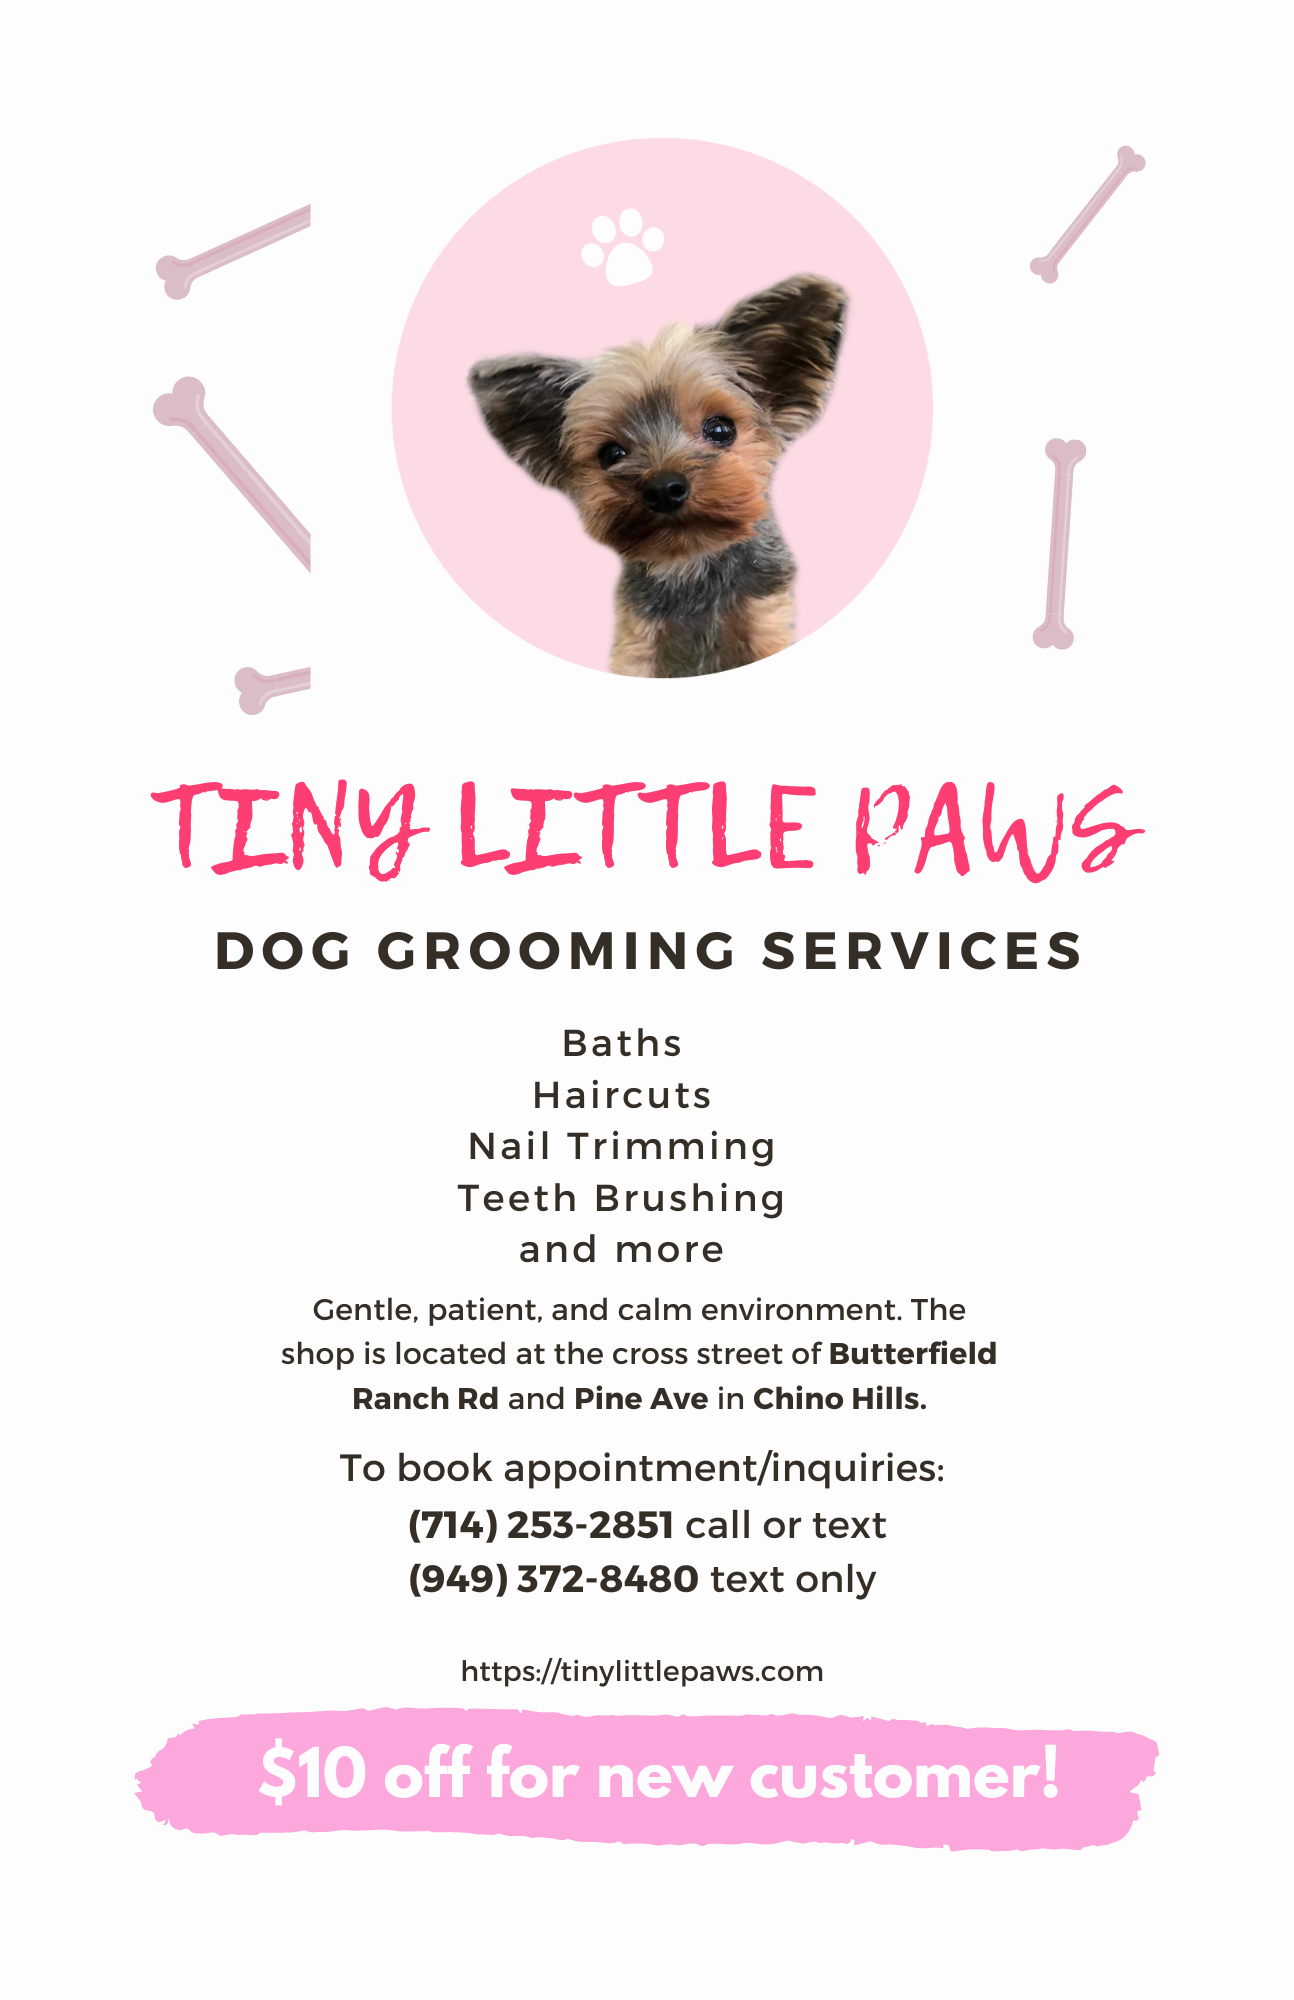 TINY LITTLE PAWS
DOG GROOMING SERVICES
Baths
Haircuts
Nail Trimming
Teeth Brushing
and more
Gentle, patient, and calm environment. The
shop is located at the cross street of Butterfield
Ranch Rd and Pine Ave in Chino Hills.
To book appointment/inquiries:
(714) 253-2851 call or text
(949) 372-8480 text only
https://tinylittlepaws.com
$10 off for new customer!